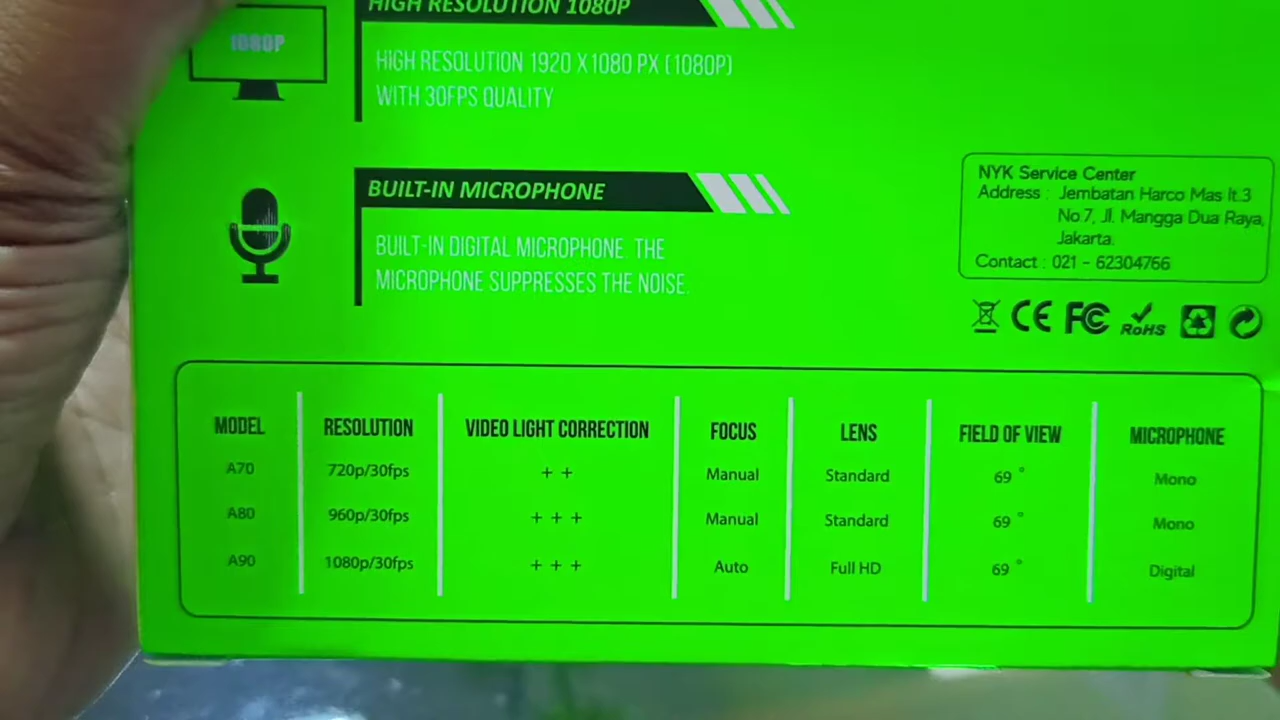 HIGH RESOLUTION 1080P
1080P
HIGH RESOLUTION 1920 X 1080 PX (1080P)
WITH 30FPS QUALITY
BUILT-IN MICROPHONE
BUILT-IN DIGITAL MICROPHONE. THE
MICROPHONE SUPPRESSES THE NOISE.
NYK Service Center
Address : Jembatan Harco Mas lt.3
No.7, Jl. Mangga Dua Raya,
Jakarta.
Contact : 021 - 62304766
CE FC RoHS
MODEL RESOLUTION VIDEO LIGHT CORRECTION FOCUS LENS FIELD OF VIEW MICROPHONE
A70 720p/30fps + + Manual Standard 69° Mono
A80 960p/30fps + + + Manual Standard 69° Mono
A90 1080p/30fps + + + Auto Full HD 69° Digital